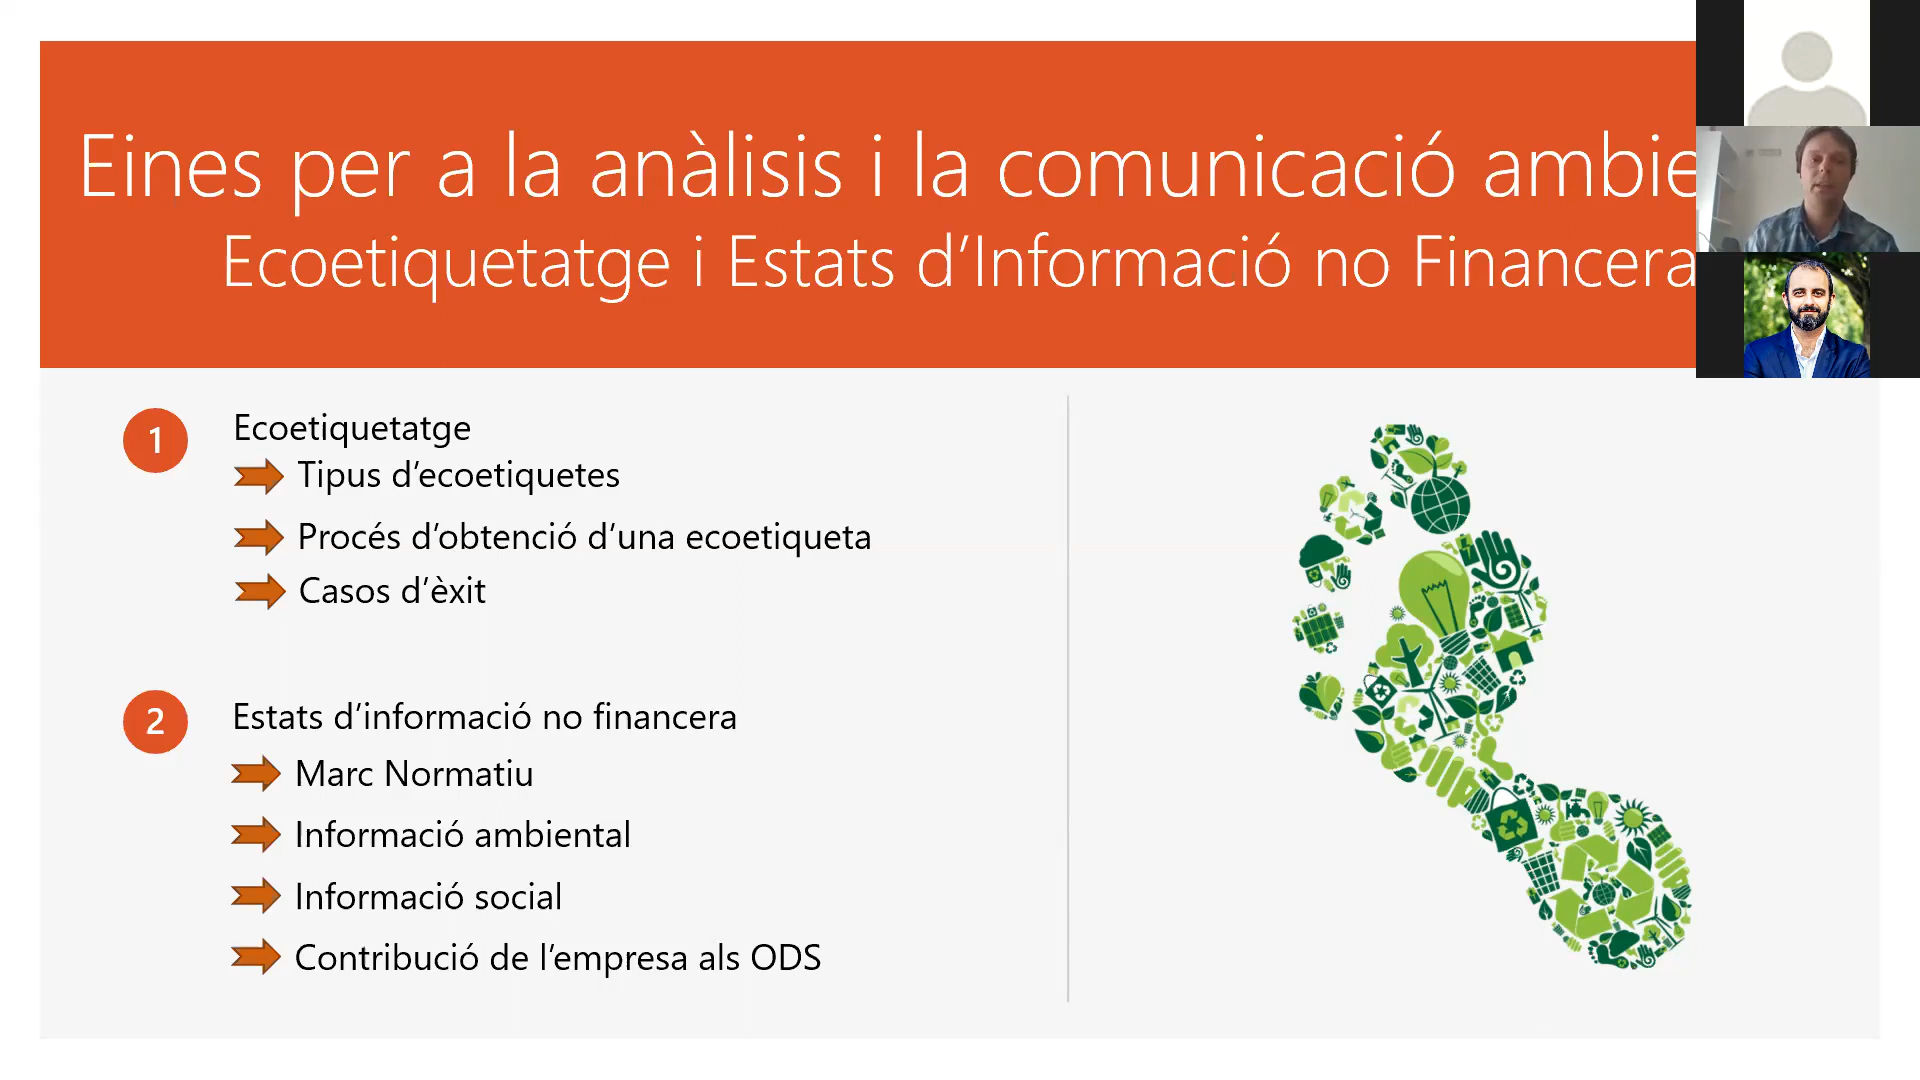 Eines per a la anàlisis i la comunicació
Ecoetiquetatge i Estats d’Informació no Financera
1
Ecoetiquetatge
Tipus d’ecoetiquetes
Procés d’obtenció d’una ecoetiqueta
Casos d’èxit
2
Estats d’informació no financera
Marc Normatiu
Informació ambiental
Informació social
Contribució de l’empresa als ODS